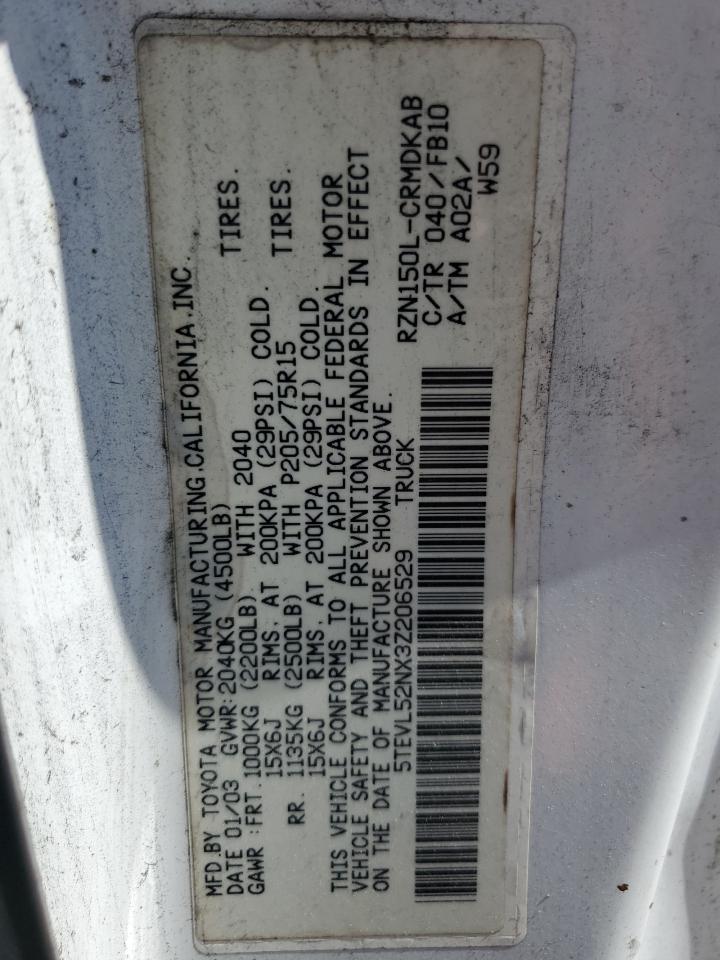 MFD.BY TOYOTA MOTOR MANUFACTURING.CALIFORNIA.INC.
DATE 01/03 GVWR:2040KG (4500LB)
GAWR :FRT.1000KG (2200LB) WITH 2040 TIRES.
15X6J RIMS. AT 200KPA (29PSI) COLD.
RR. 1135KG (2500LB) WITH P205/75R15 TIRES.
15X6J RIMS. AT 200KPA (29PSI) COLD.
THIS VEHICLE CONFORMS TO ALL APPLICABLE FEDERAL MOTOR
VEHICLE SAFETY AND THEFT PREVENTION STANDARDS IN EFFECT
ON THE DATE OF MANUFACTURE SHOWN ABOVE.
5TEVL52NX3Z206529 TRUCK
RZN150L-CRMDKAB
C/TR 040/FB10
A/TM A02A/
W59